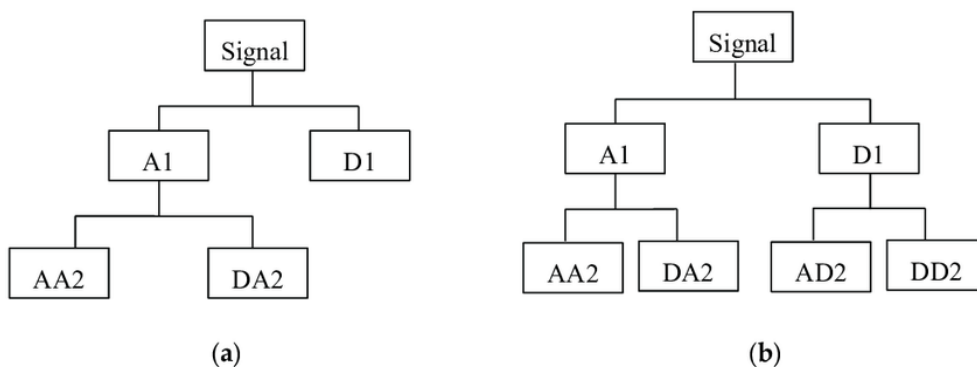 Signal
A1
D1
AA2
DA2
(a)
Signal
A1
D1
AA2
DA2
AD2
DD2
(b)